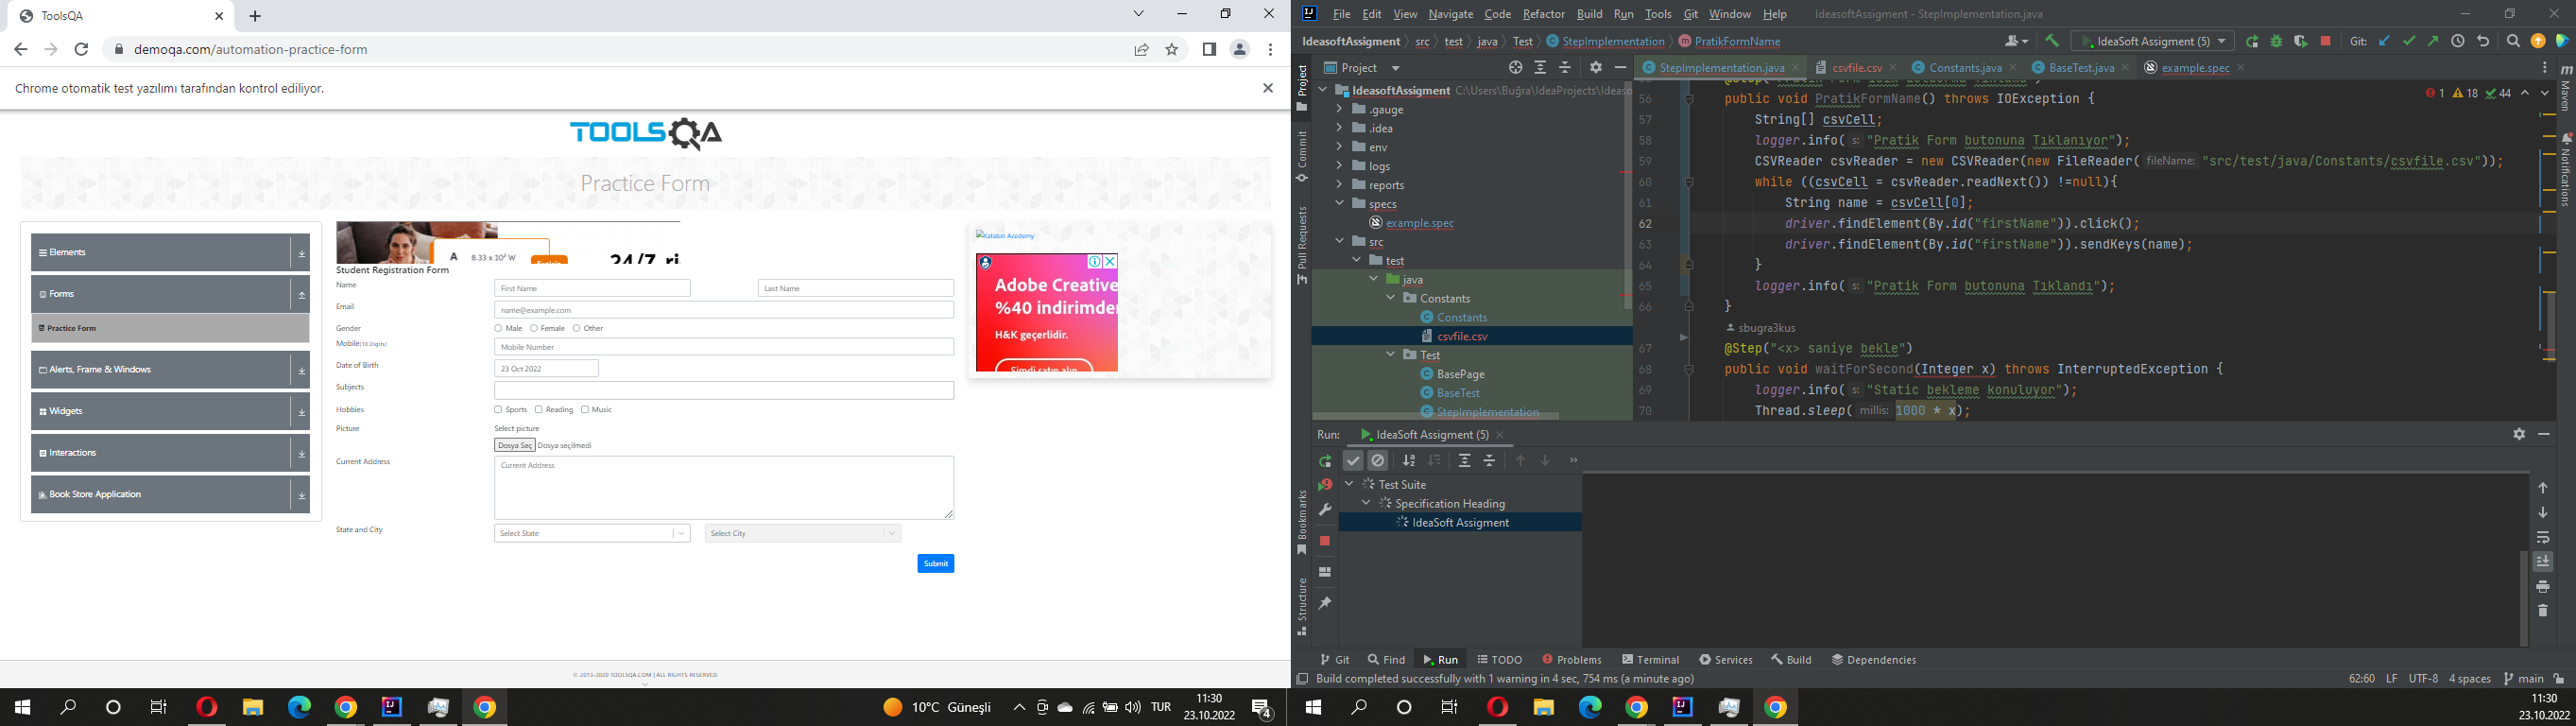 ToolsQA
demoqa.com/automation-practice-form
Chrome otomatik test yazılımı tarafından kontrol ediliyor.
TOOLSQA
Practice Form
Elements
Forms
Practice Form
Alerts, Frame & Windows
Widgets
Interactions
Book Store Application
A 8.33 x 10² W
Student Registration Form
Name First Name Last Name
Email name@example.com
Gender Male Female Other
Mobile(10 Digits) Mobile Number
Date of Birth 23 Oct 2022
Subjects
Hobbies Sports Reading Music
Picture Select picture
Dosya Seç Dosya seçilmedi
Current Address Current Address
State and City Select State Select City
Submit
Katalon Academy
Adobe Creative
%40 indirimden
H&K geçerlidir.
Şimdi satın alın
© 2013-2020 TOOLSQA.COM | ALL RIGHTS RESERVED.
10°C Güneşli
TUR
11:30
23.10.2022
4
File Edit View Navigate Code Refactor Build Run Tools Git Window Help IdeasoftAssigment - StepImplementation.java
IdeasoftAssigment src test java Test StepImplementation PratikFormName
IdeaSoft Assigment (5) Git:
Project
StepImplementation.java csvfile.csv Constants.java BaseTest.java example.spec
Project
Commit
Pull Requests
Bookmarks
Structure
Maven
Notifications
IdeasoftAssigment C:\Users\Buğra\IdeaProjects\Ideaso
.gauge
.idea
env
logs
reports
specs
example.spec
src
test
java
Constants
Constants
csvfile.csv
Test
BasePage
BaseTest
StepImplementation
1 18 44
56 public void PratikFormName() throws IOException {
57 String[] csvCell;
58 logger.info( s: "Pratik Form butonuna Tıklanıyor");
59 CSVReader csvReader = new CSVReader(new FileReader( fileName: "src/test/java/Constants/csvfile.csv"));
60 while ((csvCell = csvReader.readNext()) !=null){
61 String name = csvCell[0];
62 driver.findElement(By.id("firstName")).click();
63 driver.findElement(By.id("firstName")).sendKeys(name);
64 }
65 logger.info( s: "Pratik Form butonuna Tıklandı");
66 }
sbugra3kus
67 @Step("<x> saniye bekle")
68 public void waitForSecond(Integer x) throws InterruptedException {
69 logger.info( s: "Static bekleme konuluyor");
70 Thread.sleep( millis: 1000 * x);
Run: IdeaSoft Assigment (5)
Test Suite
Specification Heading
IdeaSoft Assigment
Git Find Run TODO Problems Terminal Services Build Dependencies
Build completed successfully with 1 warning in 4 sec, 754 ms (a minute ago)
62:60 LF UTF-8 4 spaces main
11:30
23.10.2022